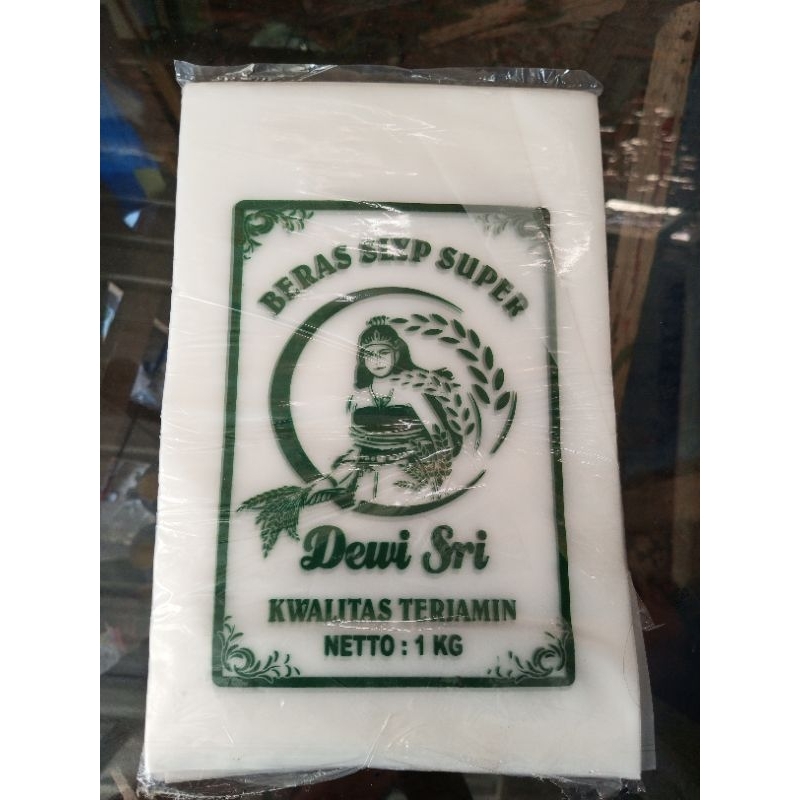 BERAS SLYP SUPER
Dewi Sri
KWALITAS TERJAMIN
NETTO : 1 KG